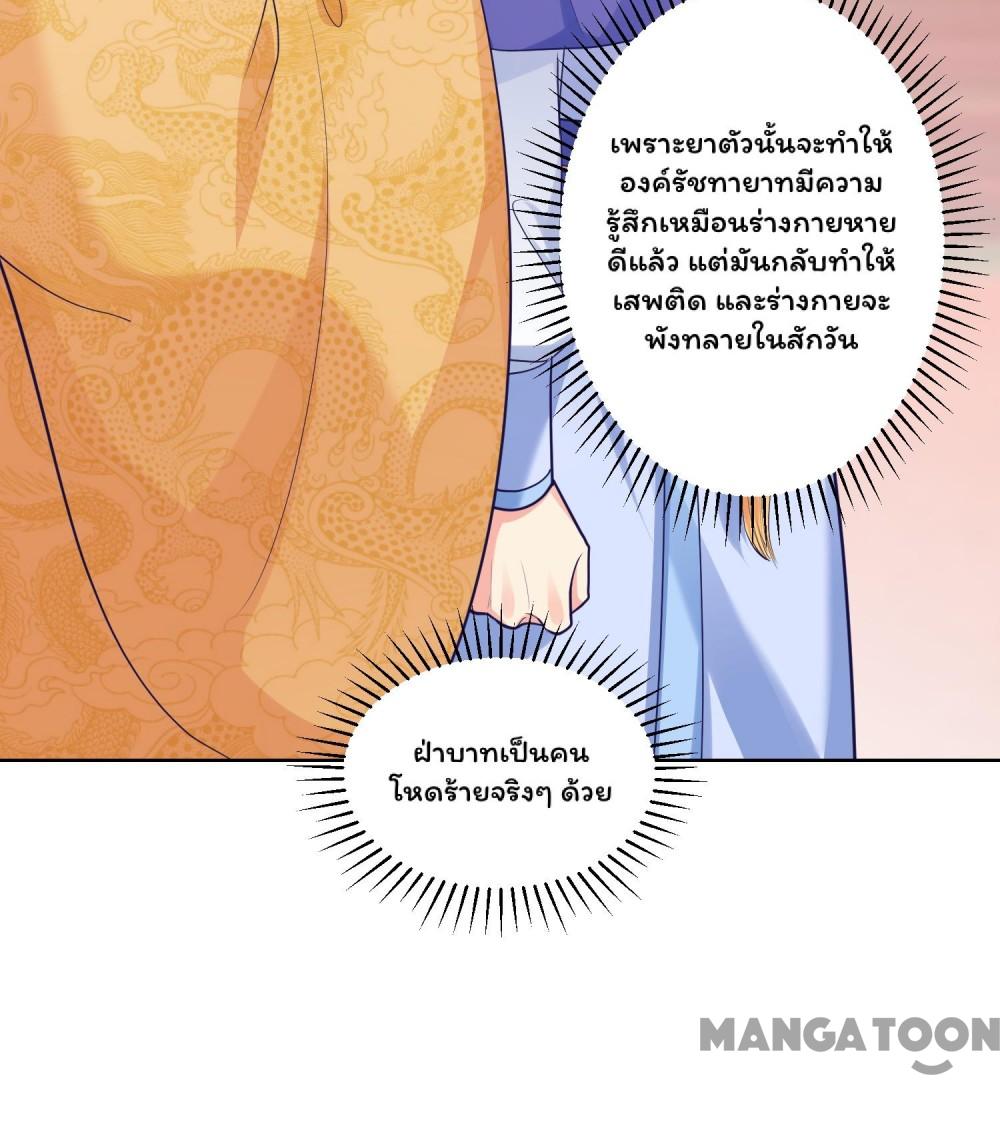 เพราะยาตัวนั้นจะทำให้
องค์รัชทายาทมีความ
รู้สึกเหมือนร่างกายหาย
ดีแล้ว แต่มันกลับทำให้
เสพติด และร่างกายจะ
พังทลายในสักวัน
ฝ่าบาทเป็นคน
โหดร้ายจริงๆ ด้วย
MANGATOON